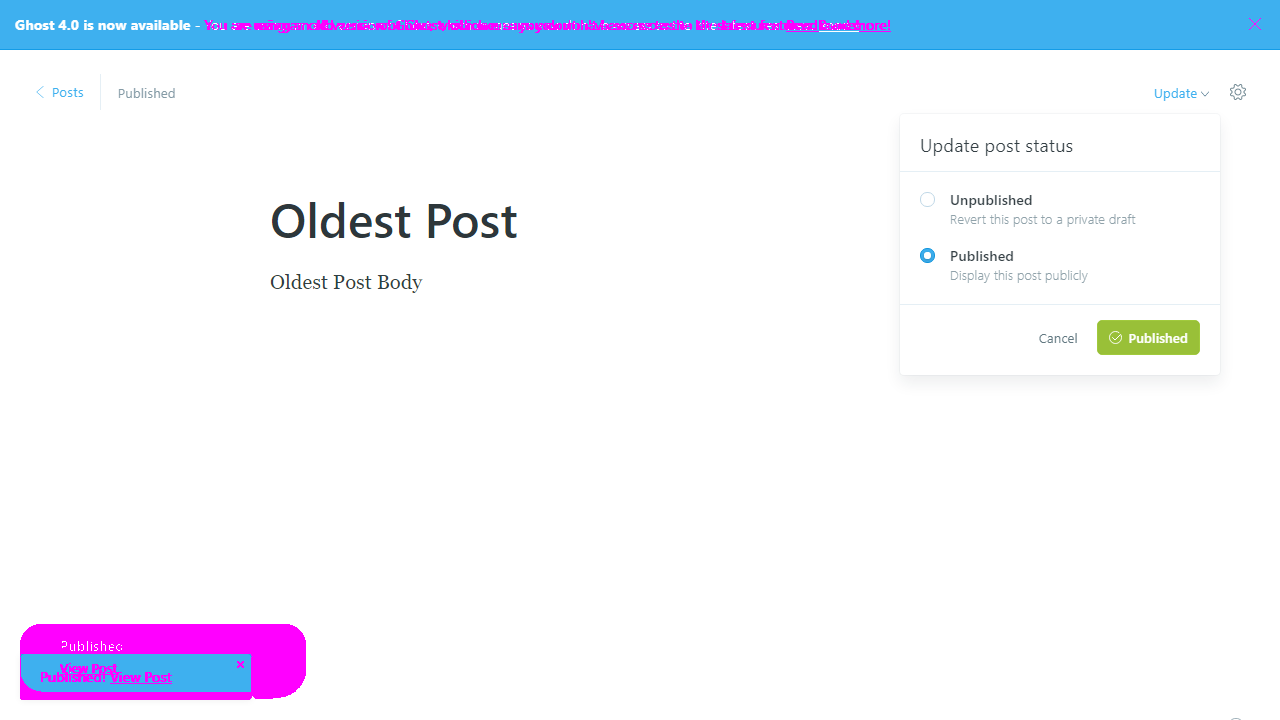 Ghost 4.0 is now available -
Posts
Published
Update
Update post status
Unpublished
Revert this post to a private draft
Published
Display this post publicly
Cancel
Published
Oldest Post
Oldest Post Body
Published
View Post
Published! View Post